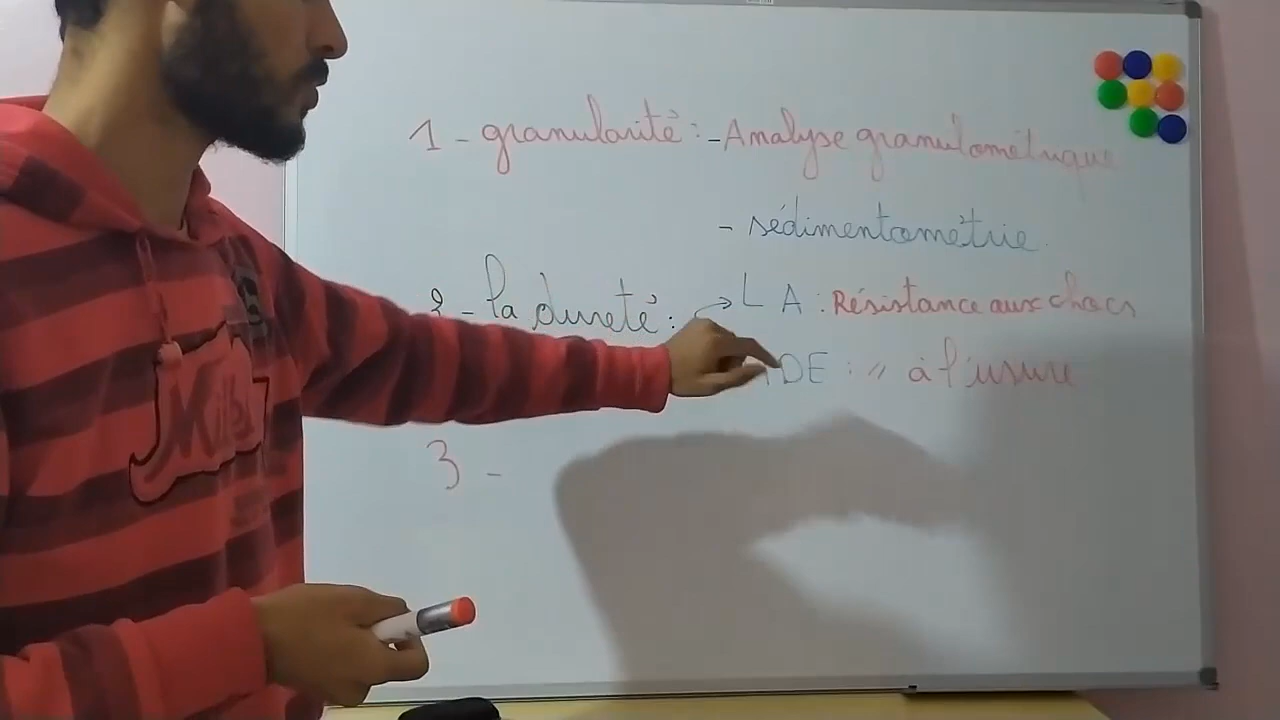 1 - granularité : - Analyse granulométrique
- sédimentométrie
2 - la dureté : → L A : Résistance aux chocs
DE : 〃 à l'usure
3 -